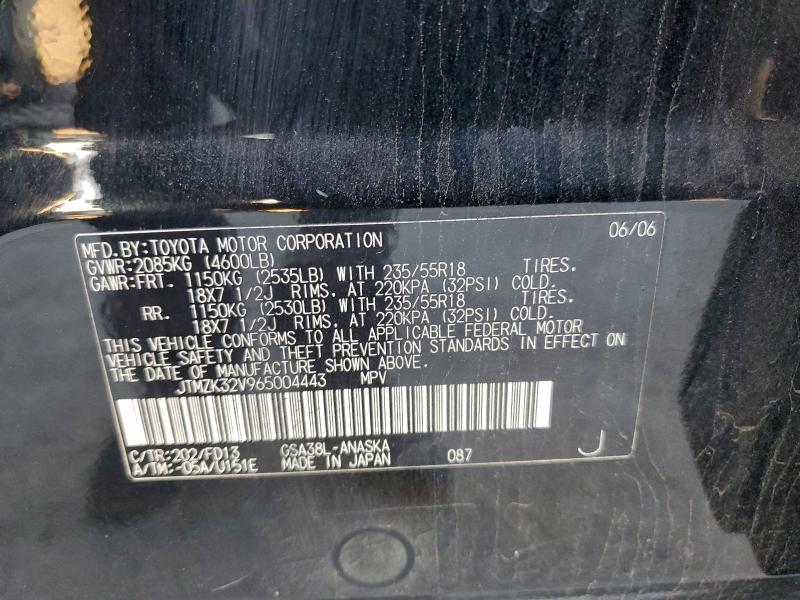 MFD.BY:TOYOTA MOTOR CORPORATION 06/06
GVWR:2085KG (4600LB)
GAWR:FRT. 1150KG (2535LB) WITH 235/55R18 TIRES.
18X7 1/2J RIMS. AT 220KPA (32PSI) COLD.
RR. 1150KG (2530LB) WITH 235/55R18 TIRES.
18X7 1/2J RIMS. AT 220KPA (32PSI) COLD.
THIS VEHICLE CONFORMS TO ALL APPLICABLE FEDERAL MOTOR
VEHICLE SAFETY AND THEFT PREVENTION STANDARDS IN EFFECT ON
THE DATE OF MANUFACTURE SHOWN ABOVE.
JTMZK32V965004443 MPV
C/TR:202/FD13 GSA38L-ANASKA J
A/TM:-05A/U151E MADE IN JAPAN 087